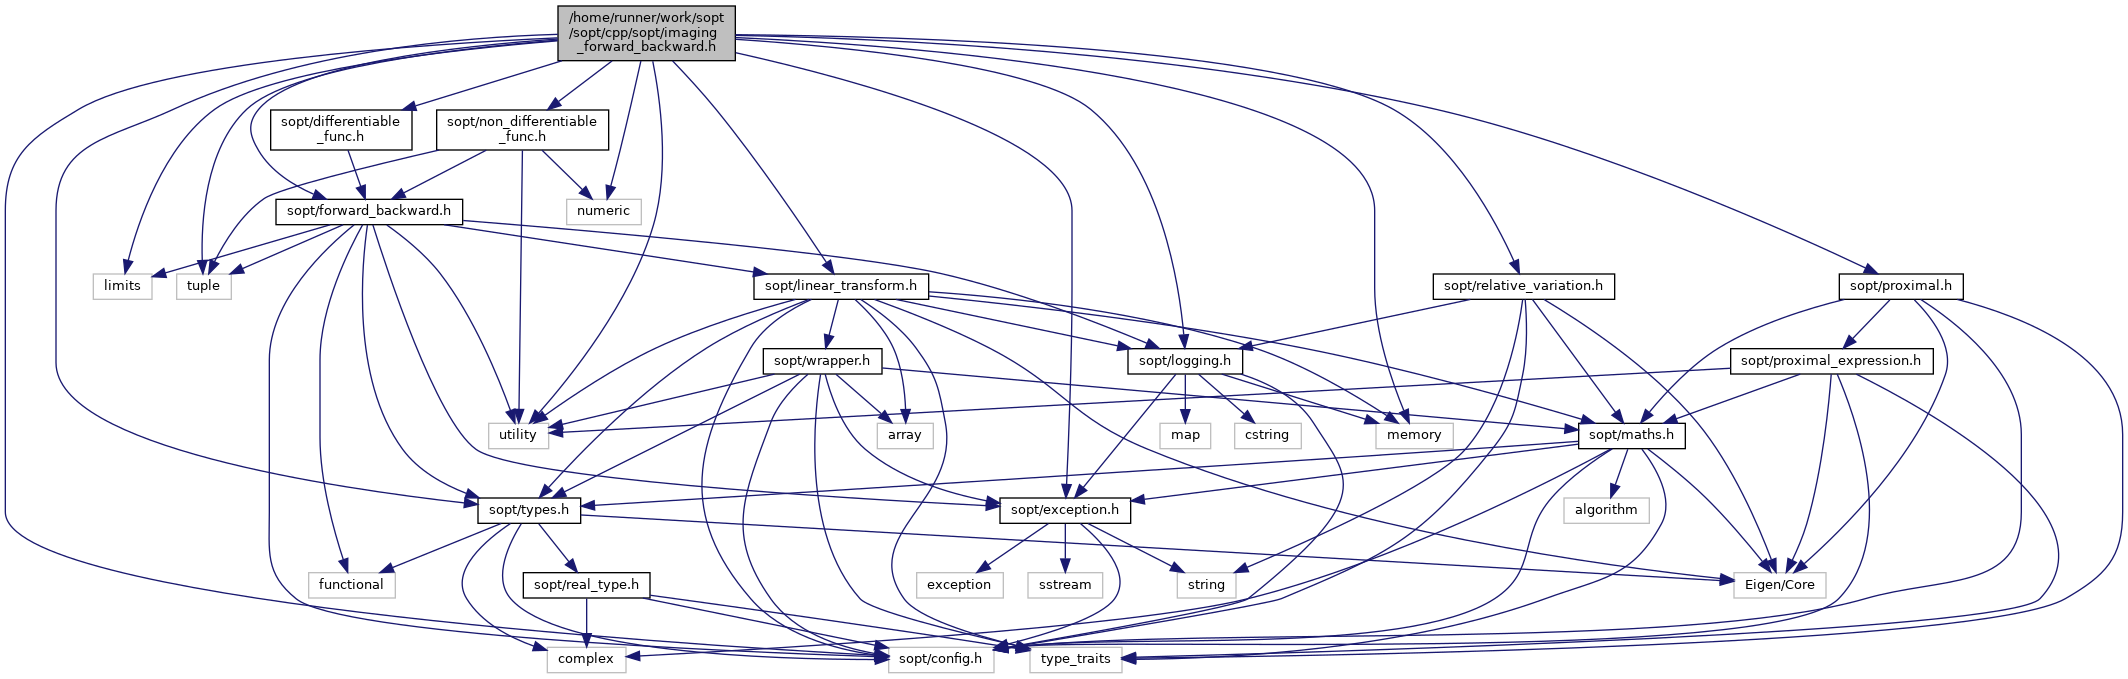 /home/runner/work/sopt
/sopt/cpp/sopt/imaging
_forward_backward.h
sopt/differentiable
_func.h
sopt/non_differentiable
_func.h
sopt/forward_backward.h
numeric
limits
tuple
sopt/linear_transform.h
sopt/relative_variation.h
sopt/proximal.h
sopt/wrapper.h
sopt/logging.h
sopt/proximal_expression.h
utility
array
map
cstring
memory
sopt/maths.h
sopt/types.h
sopt/exception.h
algorithm
functional
sopt/real_type.h
exception
sstream
string
Eigen/Core
complex
sopt/config.h
type_traits